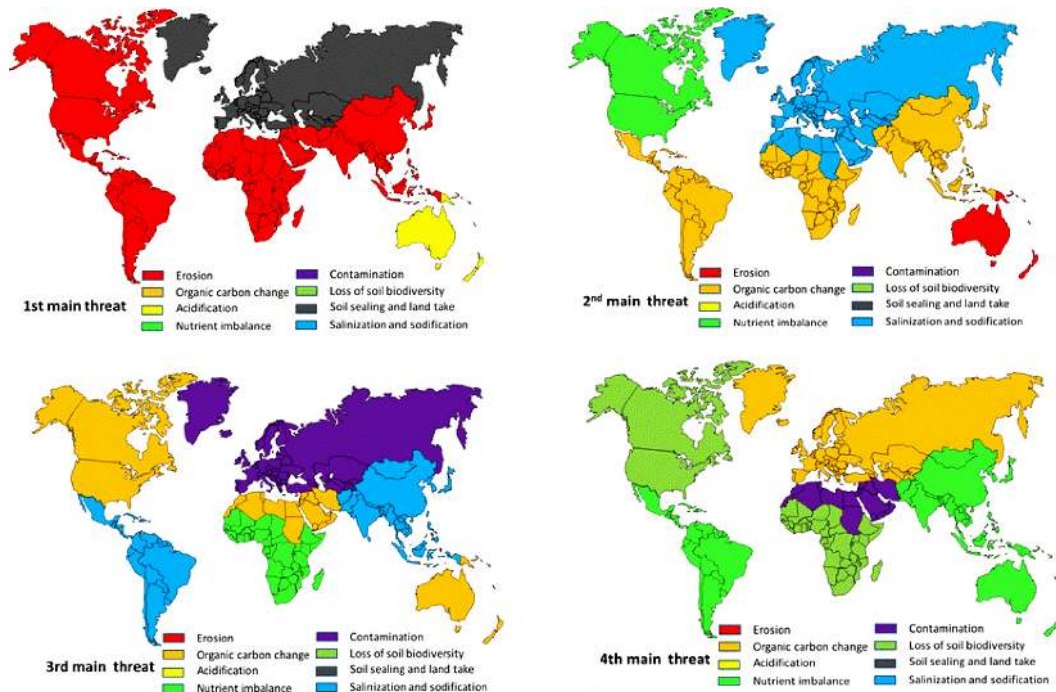 Erosion
Contamination
Organic carbon change
Loss of soil biodiversity
1st main threat
Acidification
Soil sealing and land take
Nutrient imbalance
Salinization and sodification
Erosion
Contamination
Organic carbon change
Loss of soil biodiversity
2nd main threat
Acidification
Soil sealing and land take
Nutrient imbalance
Salinization and sodification
Erosion
Contamination
Organic carbon change
Loss of soil biodiversity
3rd main threat
Acidification
Soil sealing and land take
Nutrient imbalance
Salinization and sodification
Erosion
Contamination
Organic carbon change
Loss of soil biodiversity
4th main threat
Acidification
Soil sealing and land take
Nutrient imbalance
Salinization and sodification